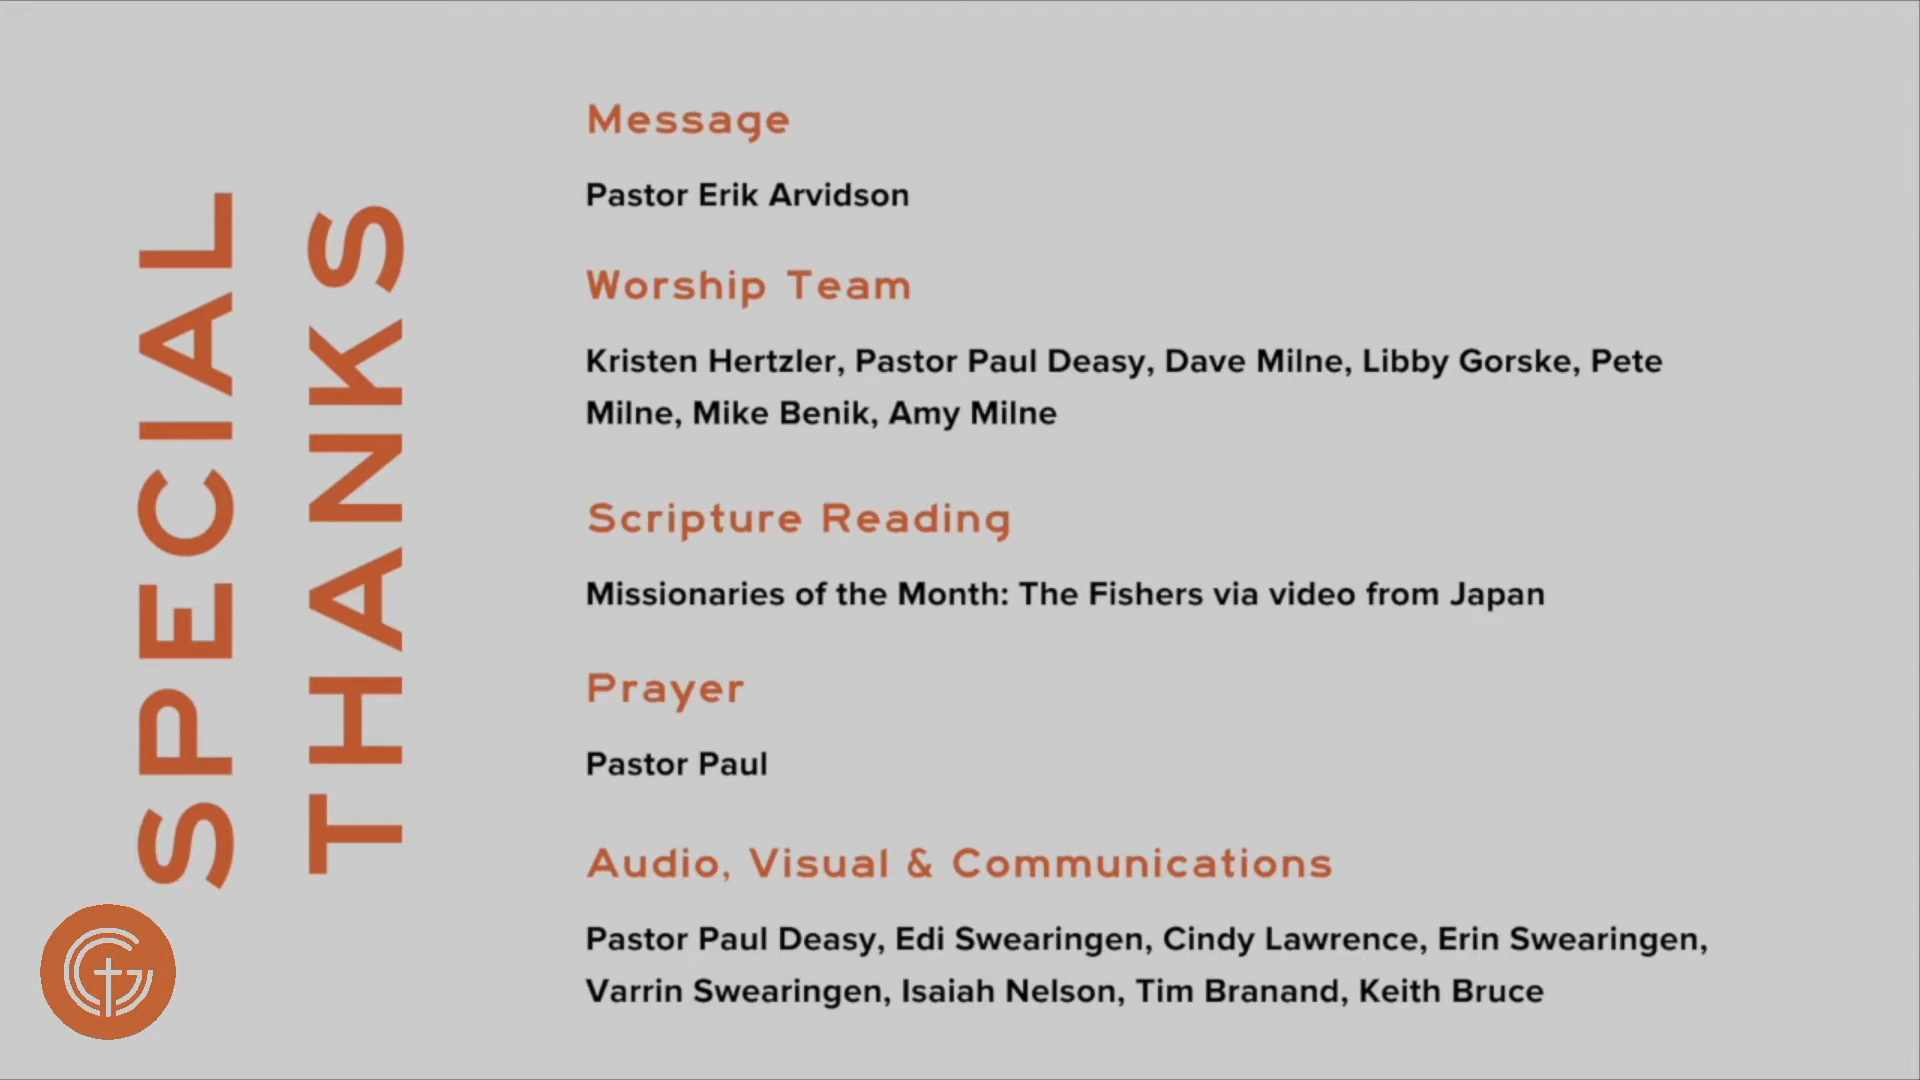 SPECIAL
THANKS
Message
Pastor Erik Arvidson
Worship Team
Kristen Hertzler, Pastor Paul Deasy, Dave Milne, Libby Gorske, Pete
Milne, Mike Benik, Amy Milne
Scripture Reading
Missionaries of the Month: The Fishers via video from Japan
Prayer
Pastor Paul
Audio, Visual & Communications
Pastor Paul Deasy, Edi Swearingen, Cindy Lawrence, Erin Swearingen,
Varrin Swearingen, Isaiah Nelson, Tim Branand, Keith Bruce